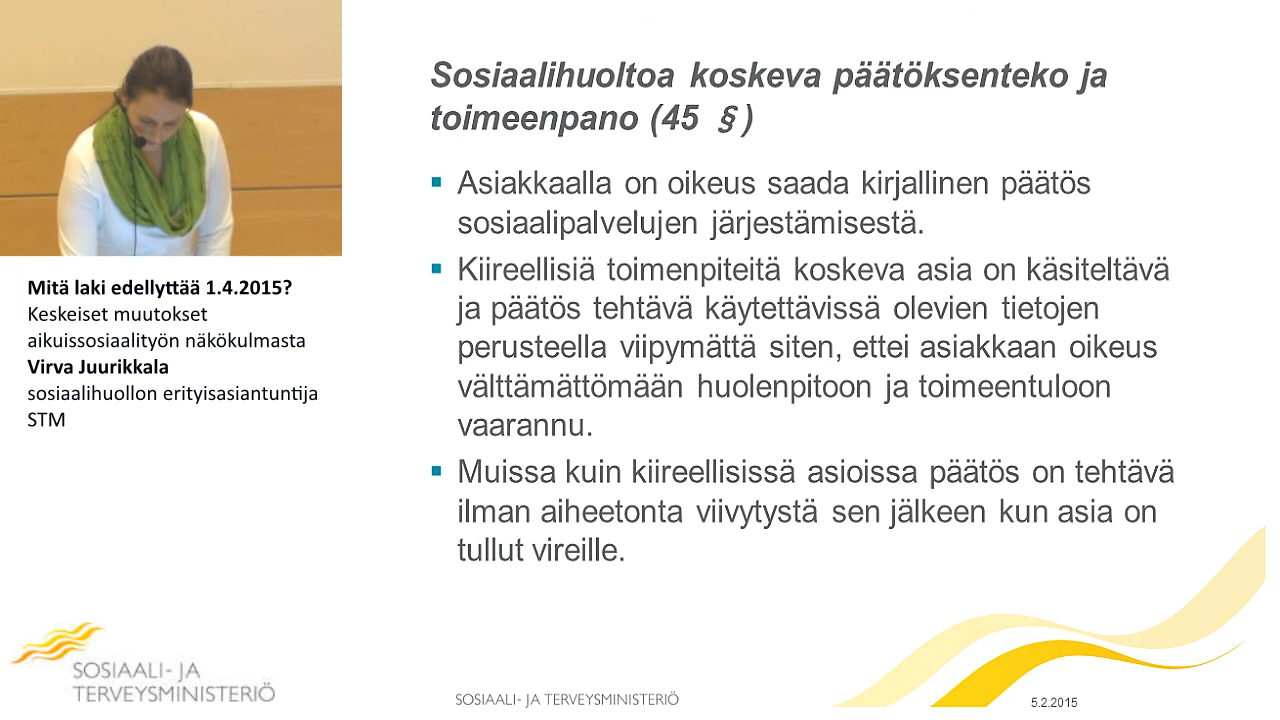 Sosiaalihuoltoa koskeva päätöksenteko ja
toimeenpano (45 §)
▪ Asiakkaalla on oikeus saada kirjallinen päätös
sosiaalipalvelujen järjestämisestä.
▪ Kiireellisiä toimenpiteitä koskeva asia on käsiteltävä
ja päätös tehtävä käytettävissä olevien tietojen
perusteella viipymättä siten, ettei asiakkaan oikeus
välttämättömään huolenpitoon ja toimeentuloon
vaarannu.
▪ Muissa kuin kiireellisissä asioissa päätös on tehtävä
ilman aiheetonta viivytystä sen jälkeen kun asia on
tullut vireille.
Mitä laki edellyttää 1.4.2015?
Keskeiset muutokset
aikuissosiaalityön näkökulmasta
Virva Juurikkala
sosiaalihuollon erityisasiantuntija
STM
SOSIAALI- JA
TERVEYSMINISTERIÖ
SOSIAALI- JA TERVEYSMINISTERIÖ
5.2.2015